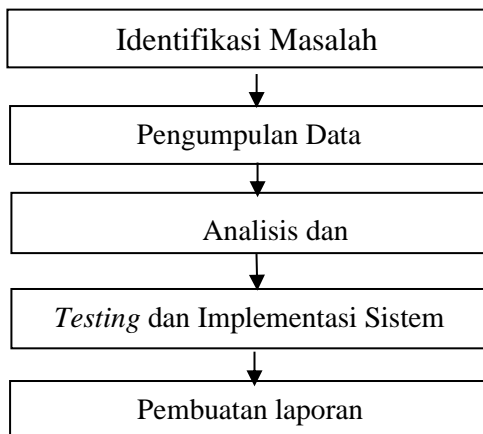 Identifikasi Masalah
Pengumpulan Data
Analisis dan
Testing dan Implementasi Sistem
Pembuatan laporan